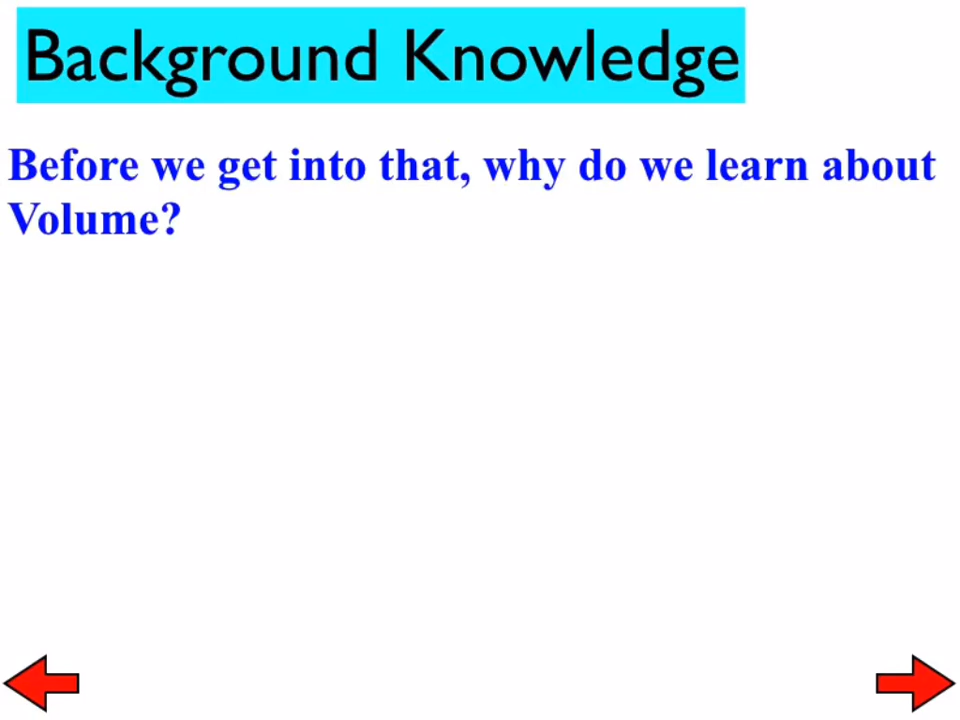 Background Knowledge
Before we get into that, why do we learn about
Volume?